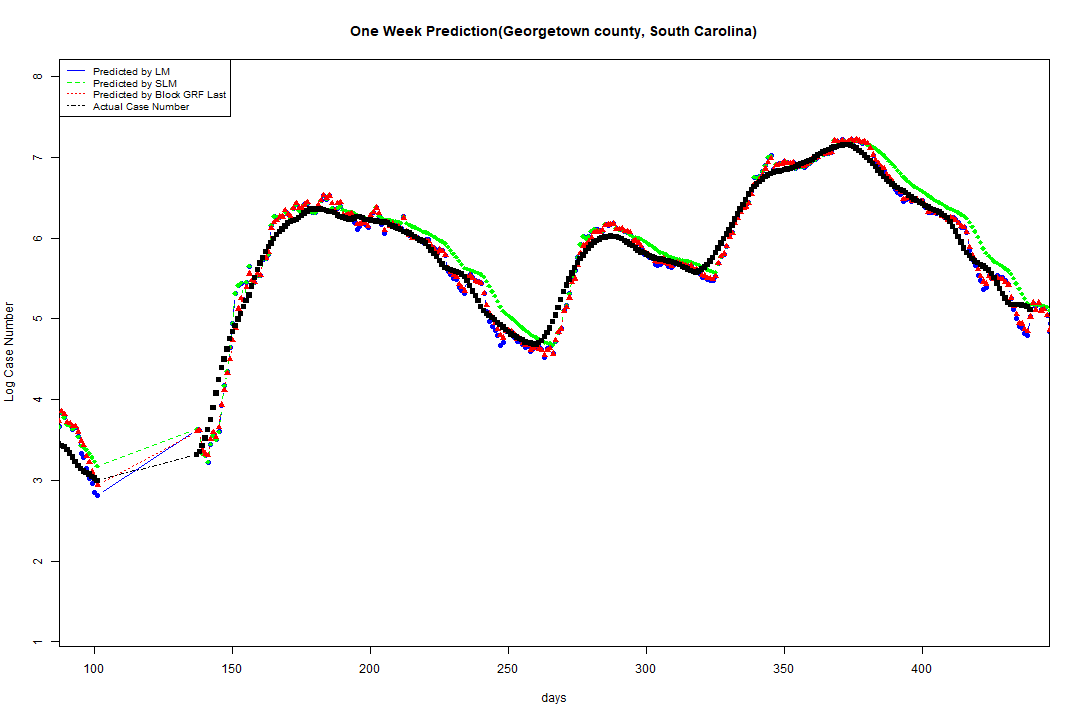 One Week Prediction(Georgetown county, South Carolina)
Predicted by LM
Predicted by SLM
Predicted by Block GRF Last
Actual Case Number
Log Case Number
8
7
6
5
4
3
2
1
100 150 200 250 300 350 400
days